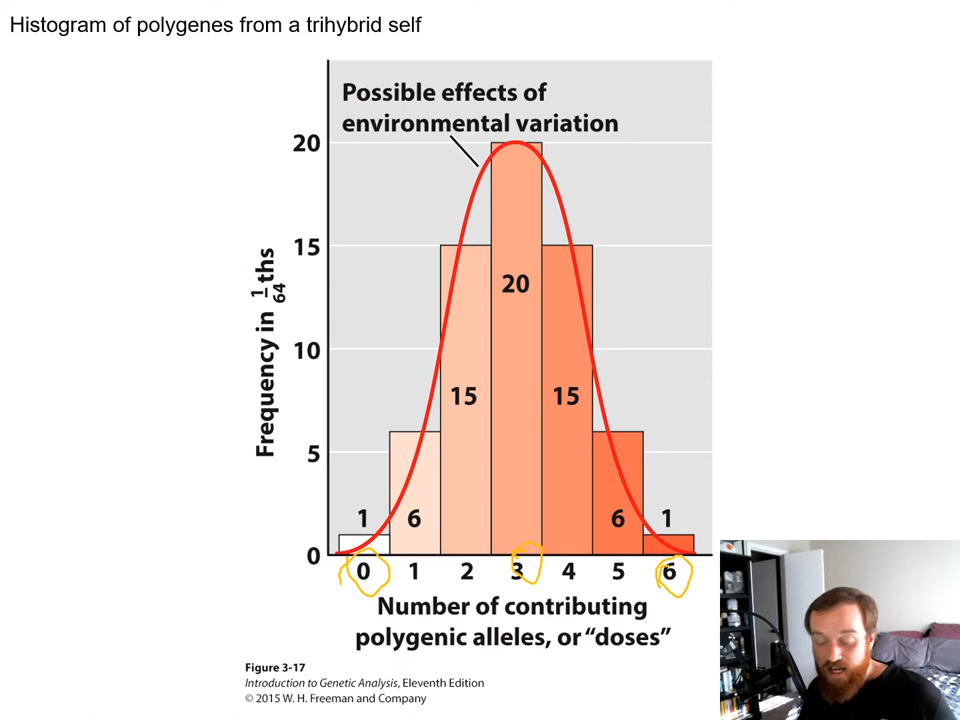 Histogram of polygenes from a trihybrid self
Possible effects of
environmental variation
Frequency in 1/64 ths
20
15
10
5
0
1
6
15
20
15
6
1
0 1 2 3 4 5 6
Number of contributing
polygenic alleles, or “doses”
Figure 3-17
Introduction to Genetic Analysis, Eleventh Edition
© 2015 W. H. Freeman and Company